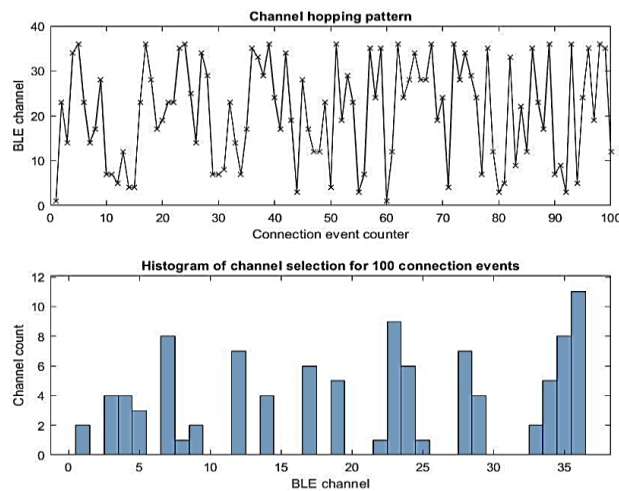 Channel hopping pattern
40
30
20
10
0
BLE channel
0 10 20 30 40 50 60 70 80 90 100
Connection event counter
Histogram of channel selection for 100 connection events
12
10
8
6
4
2
0
Channel count
0 5 10 15 20 25 30 35
BLE channel